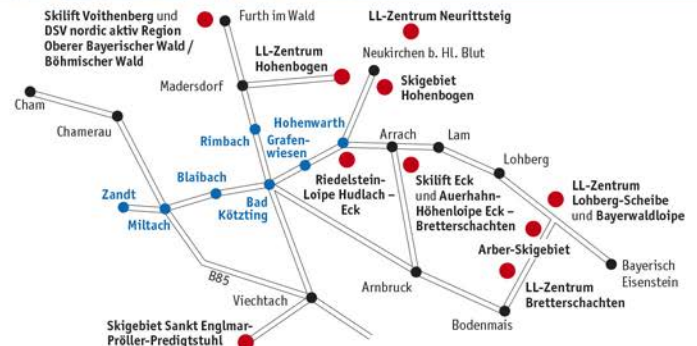 Skilift Voithenberg und
DSV nordic aktiv Region
Oberer Bayerischer Wald /
Böhmischer Wald
Furth im Wald
LL-Zentrum Neurittsteig
LL-Zentrum
Hohenbogen
Neukirchen b. Hl. Blut
Madersdorf
Skigebiet
Hohenbogen
Cham
Chamerau
Hohenwarth
Rimbach
Grafen-
wiesen
Arrach
Lam
Lohberg
Blaibach
Zandt
Miltach
Bad
Kötzting
Riedelstein-
Loipe Hudlach –
Eck
Skilift Eck
und Auerhahn-
Höhenloipe Eck –
Bretterschachten
LL-Zentrum
Lohberg-Scheibe
und Bayerwaldloipe
Arber-Skigebiet
B85
Viechtach
Arnbruck
LL-Zentrum
Bretterschachten
Bayerisch
Eisenstein
Bodenmais
Skigebiet Sankt Englmar-
Pröller-Predigtstuhl